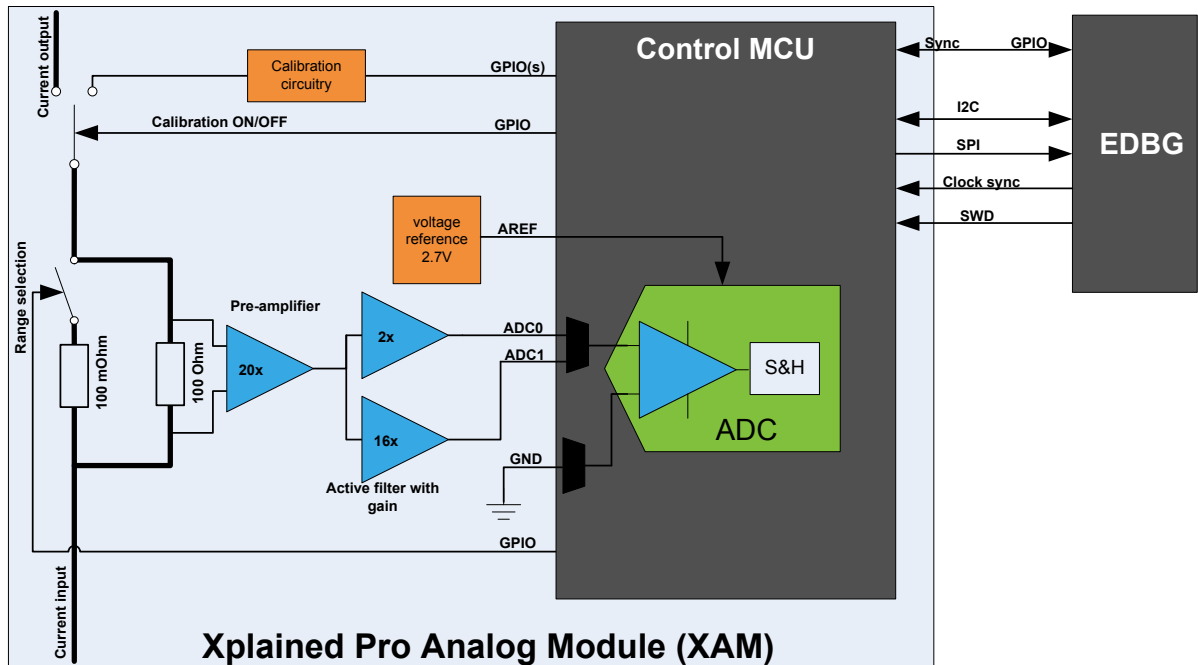 Current output
Calibration
circuitry
GPIO(s)
Control MCU
Sync
GPIO
Calibration ON/OFF
GPIO
I2C
SPI
EDBG
Clock sync
SWD
voltage
reference
2.7V
AREF
Range selection
Pre-amplifier
100 mOhm
100 Ohm
20x
2x
16x
ADC0
ADC1
S&H
ADC
GND
Active filter with
gain
GPIO
Current input
Xplained Pro Analog Module (XAM)